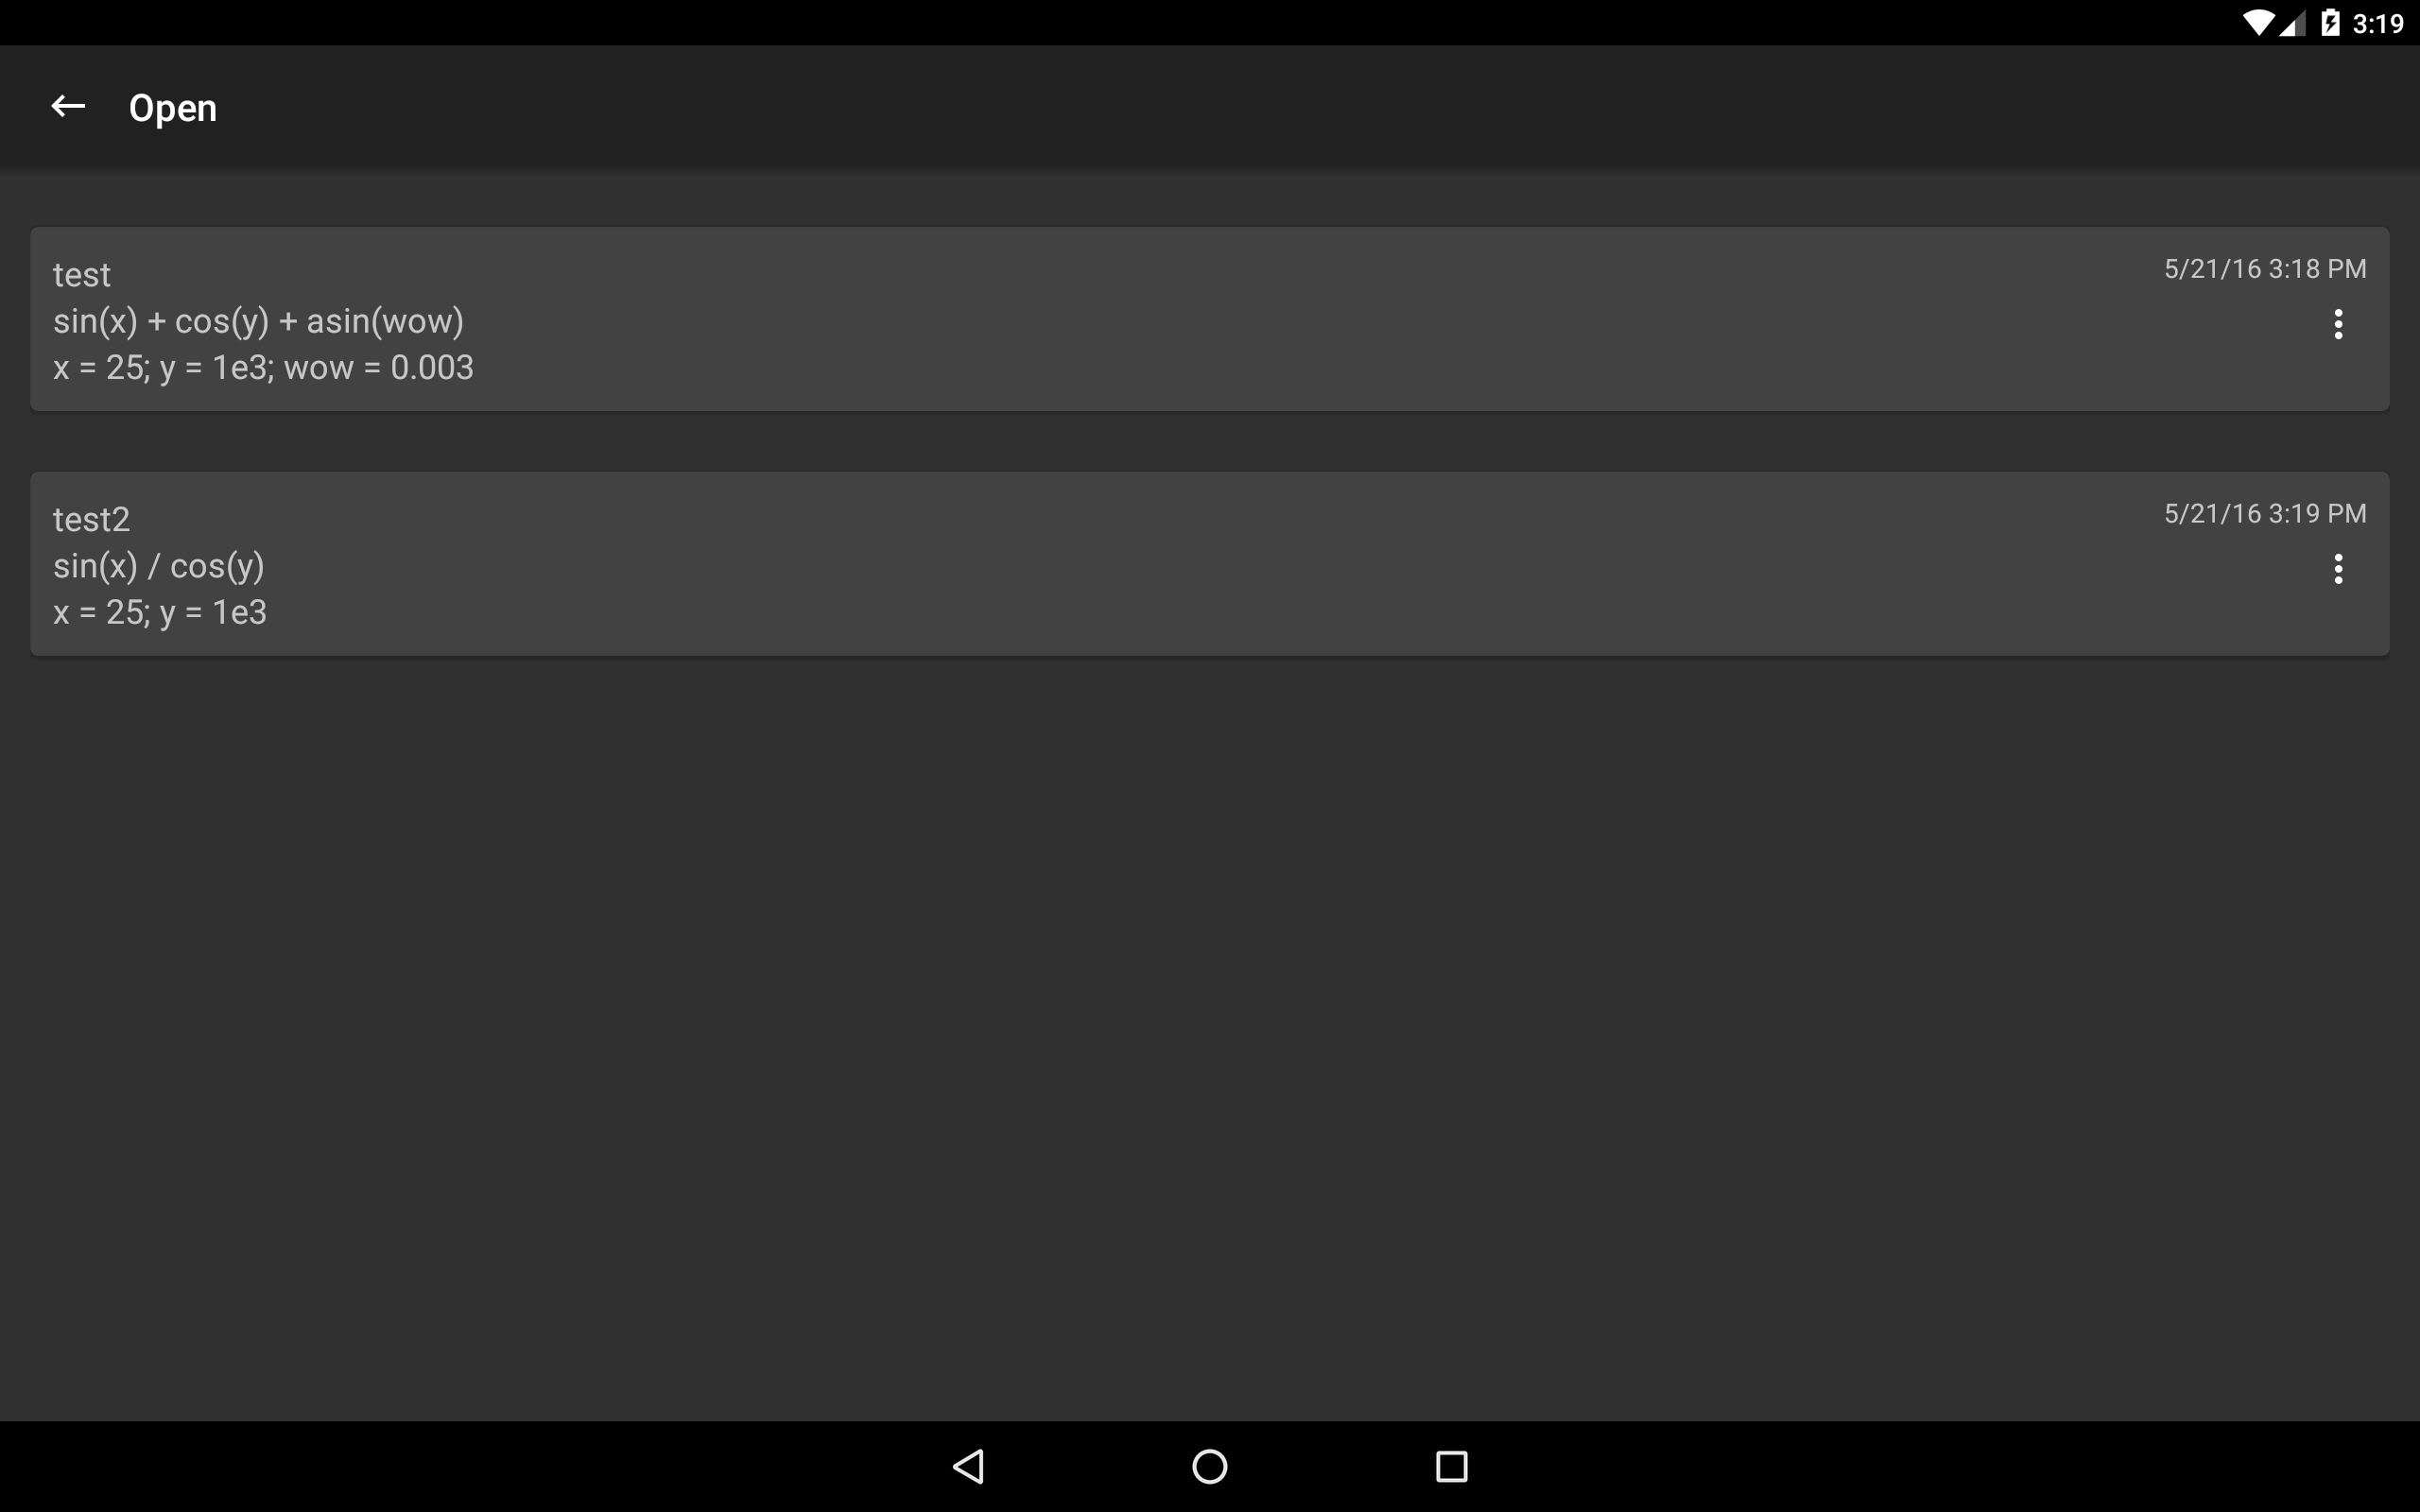 3:19
Open
test
5/21/16 3:18 PM
sin(x) + cos(y) + asin(wow)
x = 25; y = 1e3; wow = 0.003
test2
5/21/16 3:19 PM
sin(x) / cos(y)
x = 25; y = 1e3